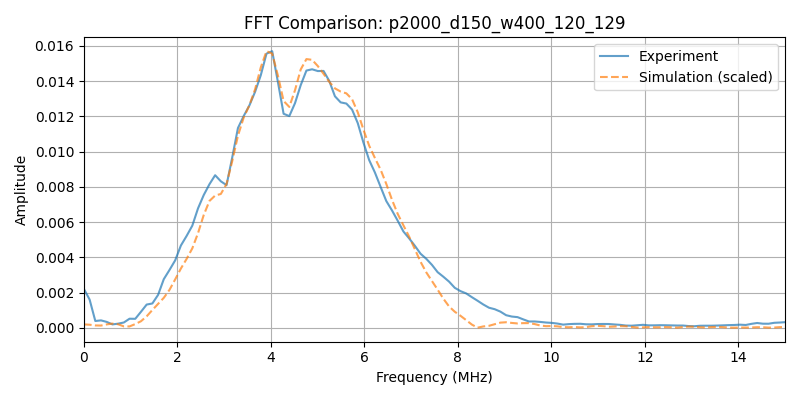 FFT Comparison: p2000_d150_w400_120_129
Experiment
Simulation (scaled)
Amplitude
0.016
0.014
0.012
0.010
0.008
0.006
0.004
0.002
0.000
0 2 4 6 8 10 12 14
Frequency (MHz)